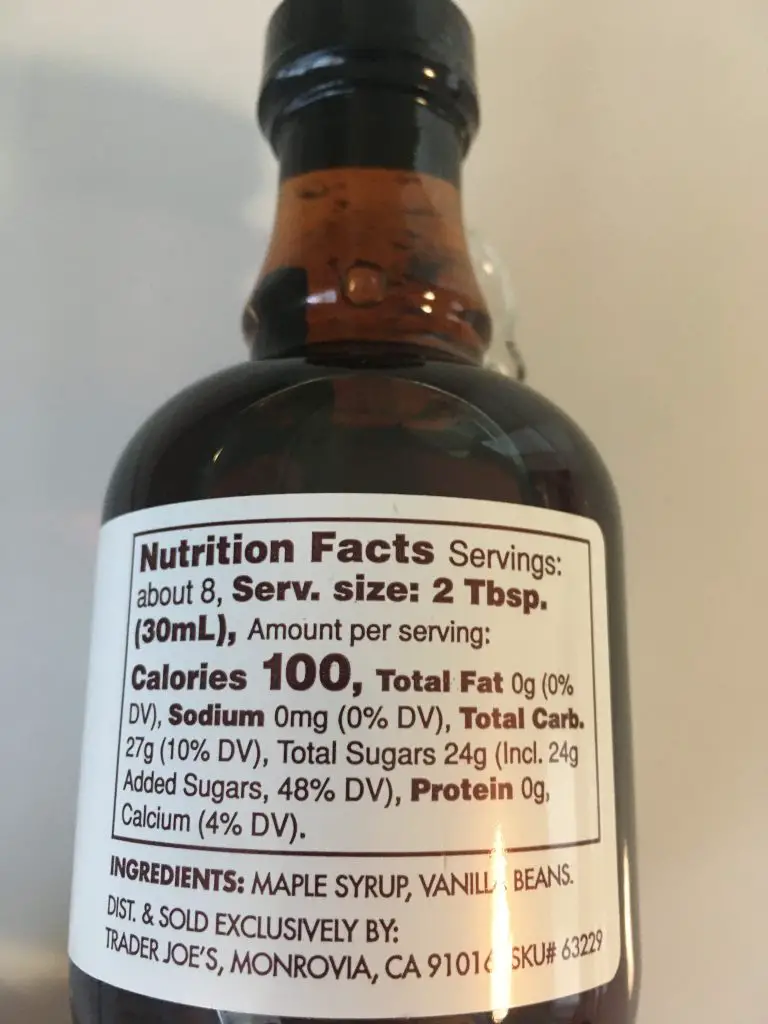 Nutrition Facts Servings:
about 8, Serv. size: 2 Tbsp.
(30mL), Amount per serving:
Calories 100, Total Fat 0g (0%
DV), Sodium 0mg (0% DV), Total Carb.
27g (10% DV), Total Sugars 24g (Incl. 24g
Added Sugars, 48% DV), Protein 0g,
Calcium (4% DV).
INGREDIENTS: MAPLE SYRUP, VANILLA BEANS.
DIST. & SOLD EXCLUSIVELY BY:
TRADER JOE'S, MONROVIA, CA 91016 SKU# 63229